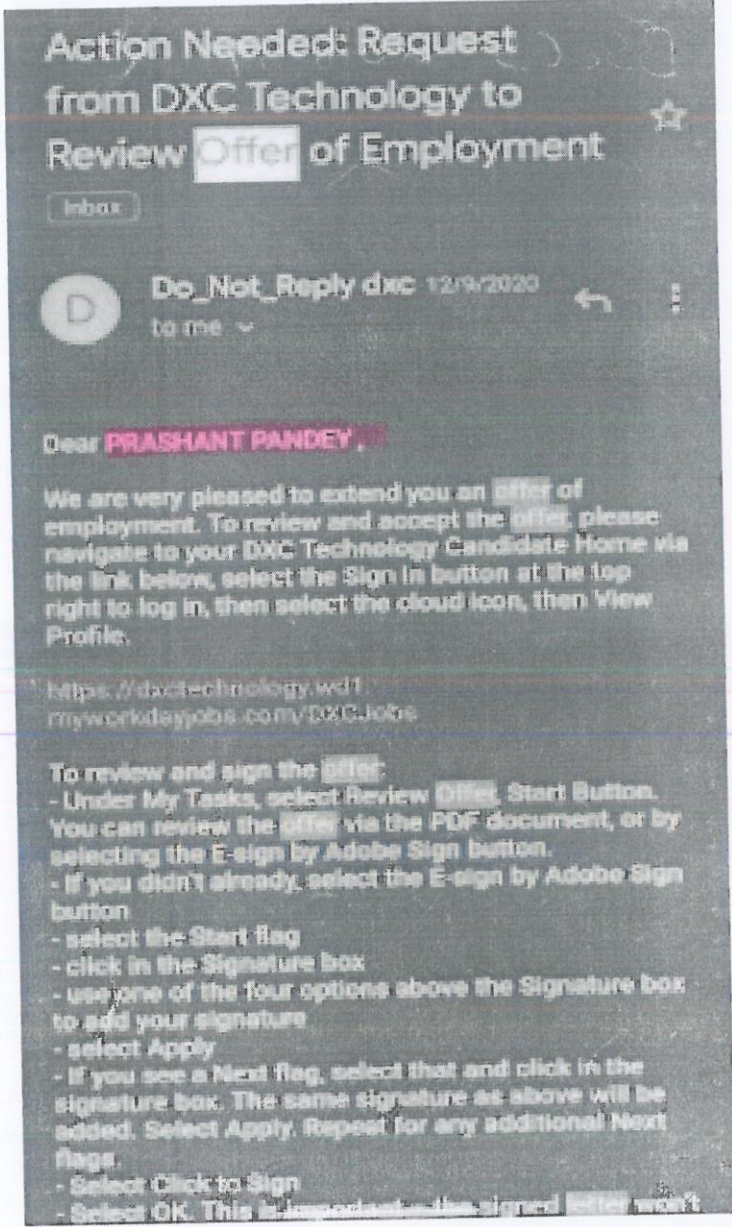 Action Needed: Request
from DXC Technology to
Review Offer of Employment
Inbox
D
Do_Not_Reply dxc 12/9/2020
to me
Dear PRASHANT PANDEY,
We are very pleased to extend you an offer of
employment. To review and accept the offer, please
navigate to your DXC Technology Candidate Home via
the link below, select the Sign In button at the top
right to log in, then select the cloud icon, then View
Profile.
https://dxctechnology.wd1.
myworkdayjobs.com/DXCJobs
To review and sign the offer:
- Under My Tasks, select Review Offer, Start Button.
You can review the offer via the PDF document, or by
selecting the E-sign by Adobe Sign button.
- If you didn't already, select the E-sign by Adobe Sign
button
- select the Start flag
- click in the Signature box
- use one of the four options above the Signature box
to add your signature
- select Apply
- If you see a Next flag, select that and click in the
signature box. The same signature as above will be
added. Select Apply. Repeat for any additional Next
flags.
- Select Click to Sign
- Select OK. This is important - the signed letter won't